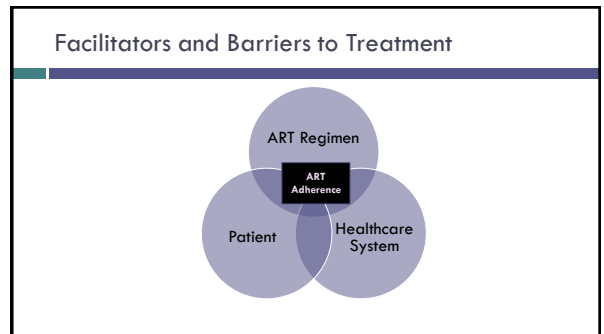 Facilitators and Barriers to Treatment
ART Regimen
ART
Adherence
Patient
Healthcare
System